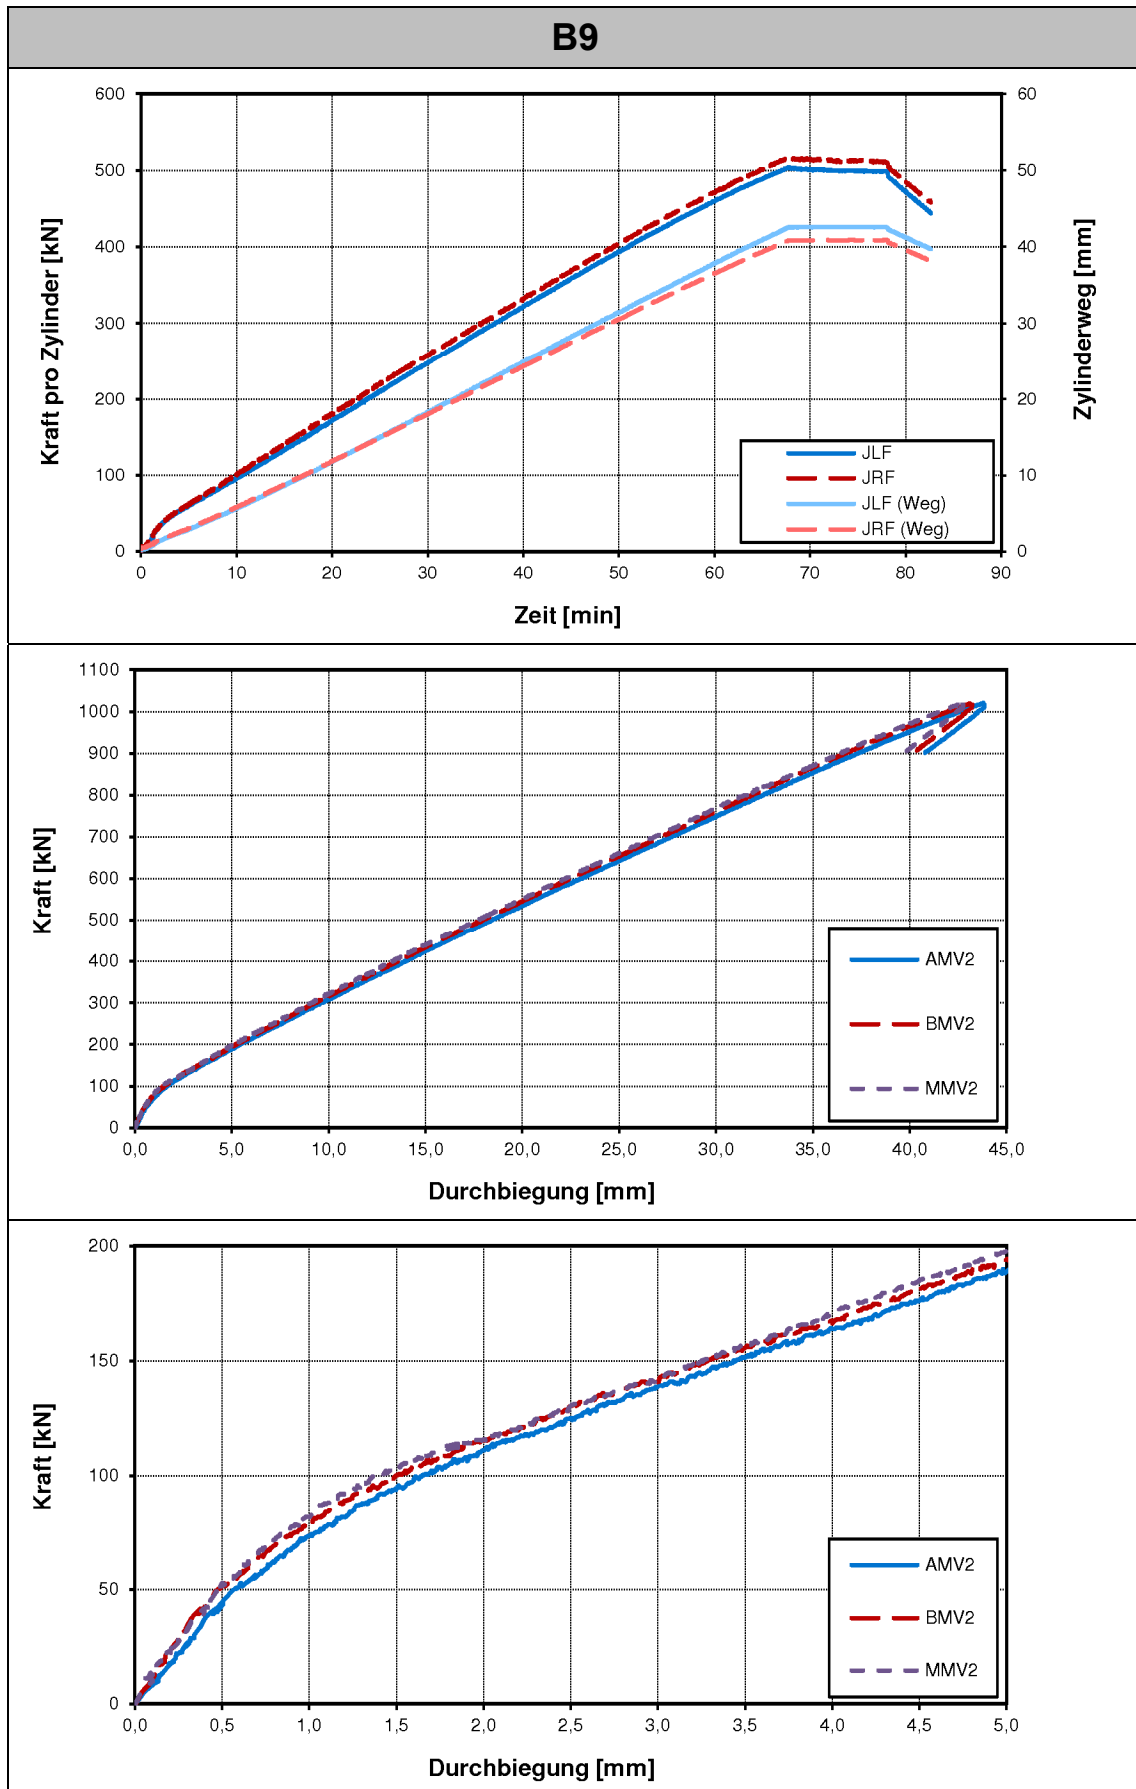 B9
600
500
400
300
200
100
0
60
50
40
30
20
10
0
0 10 20 30 40 50 60 70 80 90
Kraft pro Zylinder [kN]
Zylinderweg [mm]
Zeit [min]
JLF
JRF
JLF (Weg)
JRF (Weg)
1100
1000
900
800
700
600
500
400
300
200
100
0
0,0 5,0 10,0 15,0 20,0 25,0 30,0 35,0 40,0 45,0
Kraft [kN]
Durchbiegung [mm]
AMV2
BMV2
MMV2
200
150
100
50
0
0,0 0,5 1,0 1,5 2,0 2,5 3,0 3,5 4,0 4,5 5,0
Kraft [kN]
Durchbiegung [mm]
AMV2
BMV2
MMV2